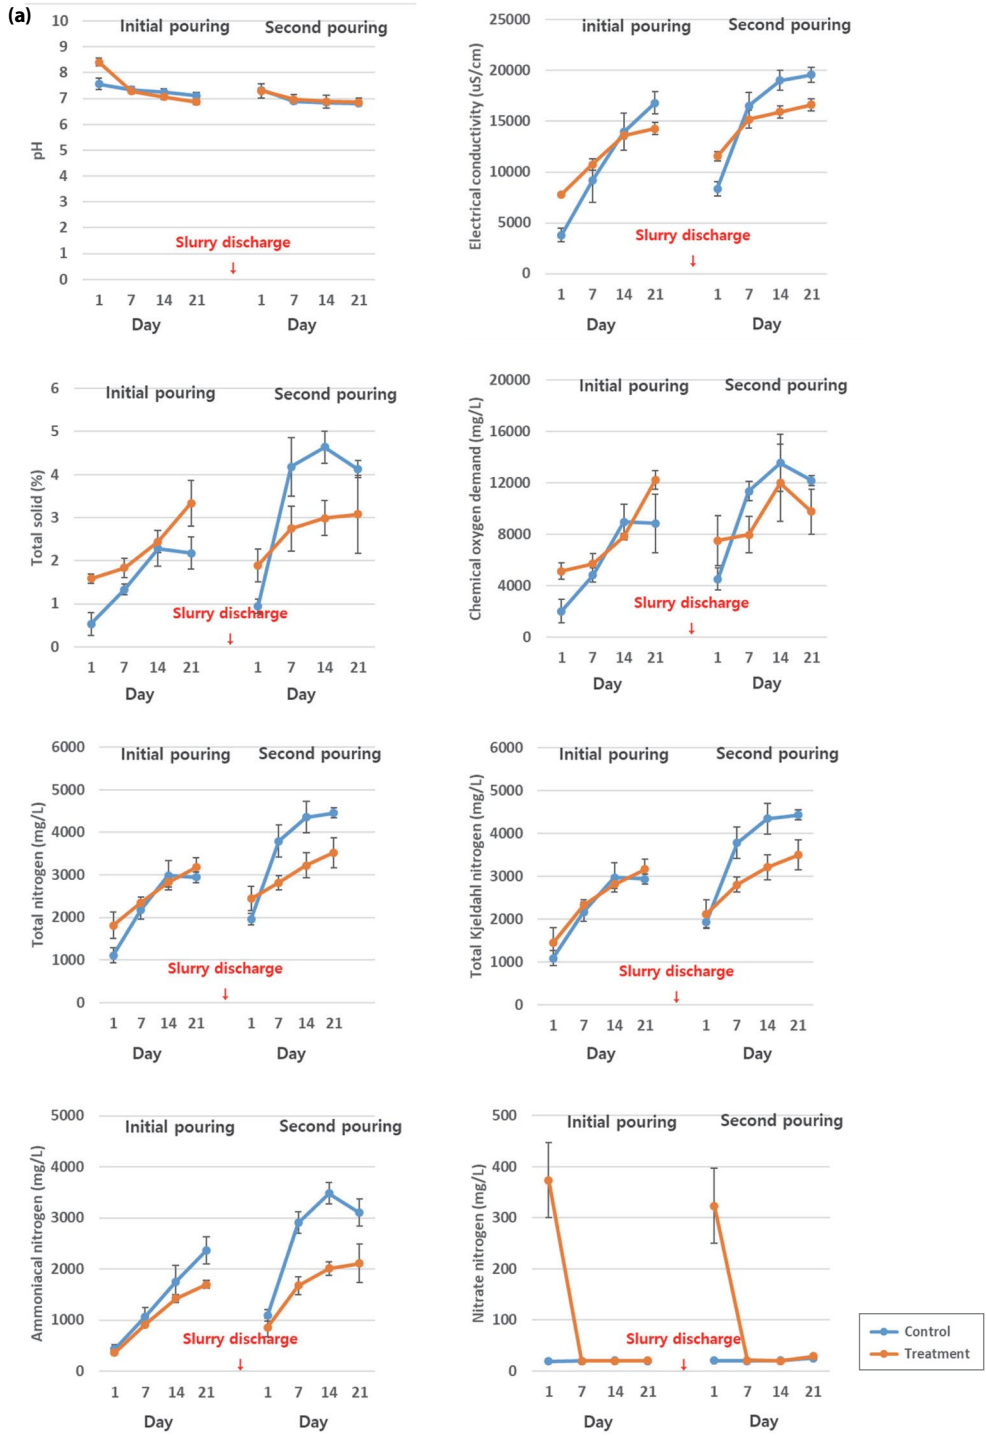 (a)
Initial pouring
Second pouring
10
9
8
7
6
5
4
3
2
1
0
pH
Slurry discharge
↓
1 7 14 21 1 7 14 21
Day Day
initial pouring
Second pouring
25000
20000
15000
10000
5000
0
Electrical conductivity (uS/cm)
Slurry discharge
↓
1 7 14 21 1 7 14 21
Day Day
Initial pouring
Second pouring
6
5
4
3
2
1
0
Total solid (%)
Slurry discharge
↓
1 7 14 21 1 7 14 21
Day Day
Initial pouring
Second pouring
20000
16000
12000
8000
4000
0
Chemical oxygen demand (mg/L)
Slurry discharge
↓
1 7 14 21 1 7 14 21
Day Day
Initial pouring
Second pouring
6000
5000
4000
3000
2000
1000
0
Total nitrogen (mg/L)
Slurry discharge
↓
1 7 14 21 1 7 14 21
Day Day
Initial pouring
Second pouring
6000
5000
4000
3000
2000
1000
0
Total Kjeldahl nitrogen (mg/L)
Slurry discharge
↓
1 7 14 21 1 7 14 21
Day Day
Initial pouring
Second pouring
5000
4000
3000
2000
1000
0
Ammoniacal nitrogen (mg/L)
Slurry discharge
↓
1 7 14 21 1 7 14 21
Day Day
Initial pouring
Second pouring
500
400
300
200
100
0
Nitrate nitrogen (mg/L)
Slurry discharge
↓
1 7 14 21 1 7 14 21
Day Day
Control
Treatment